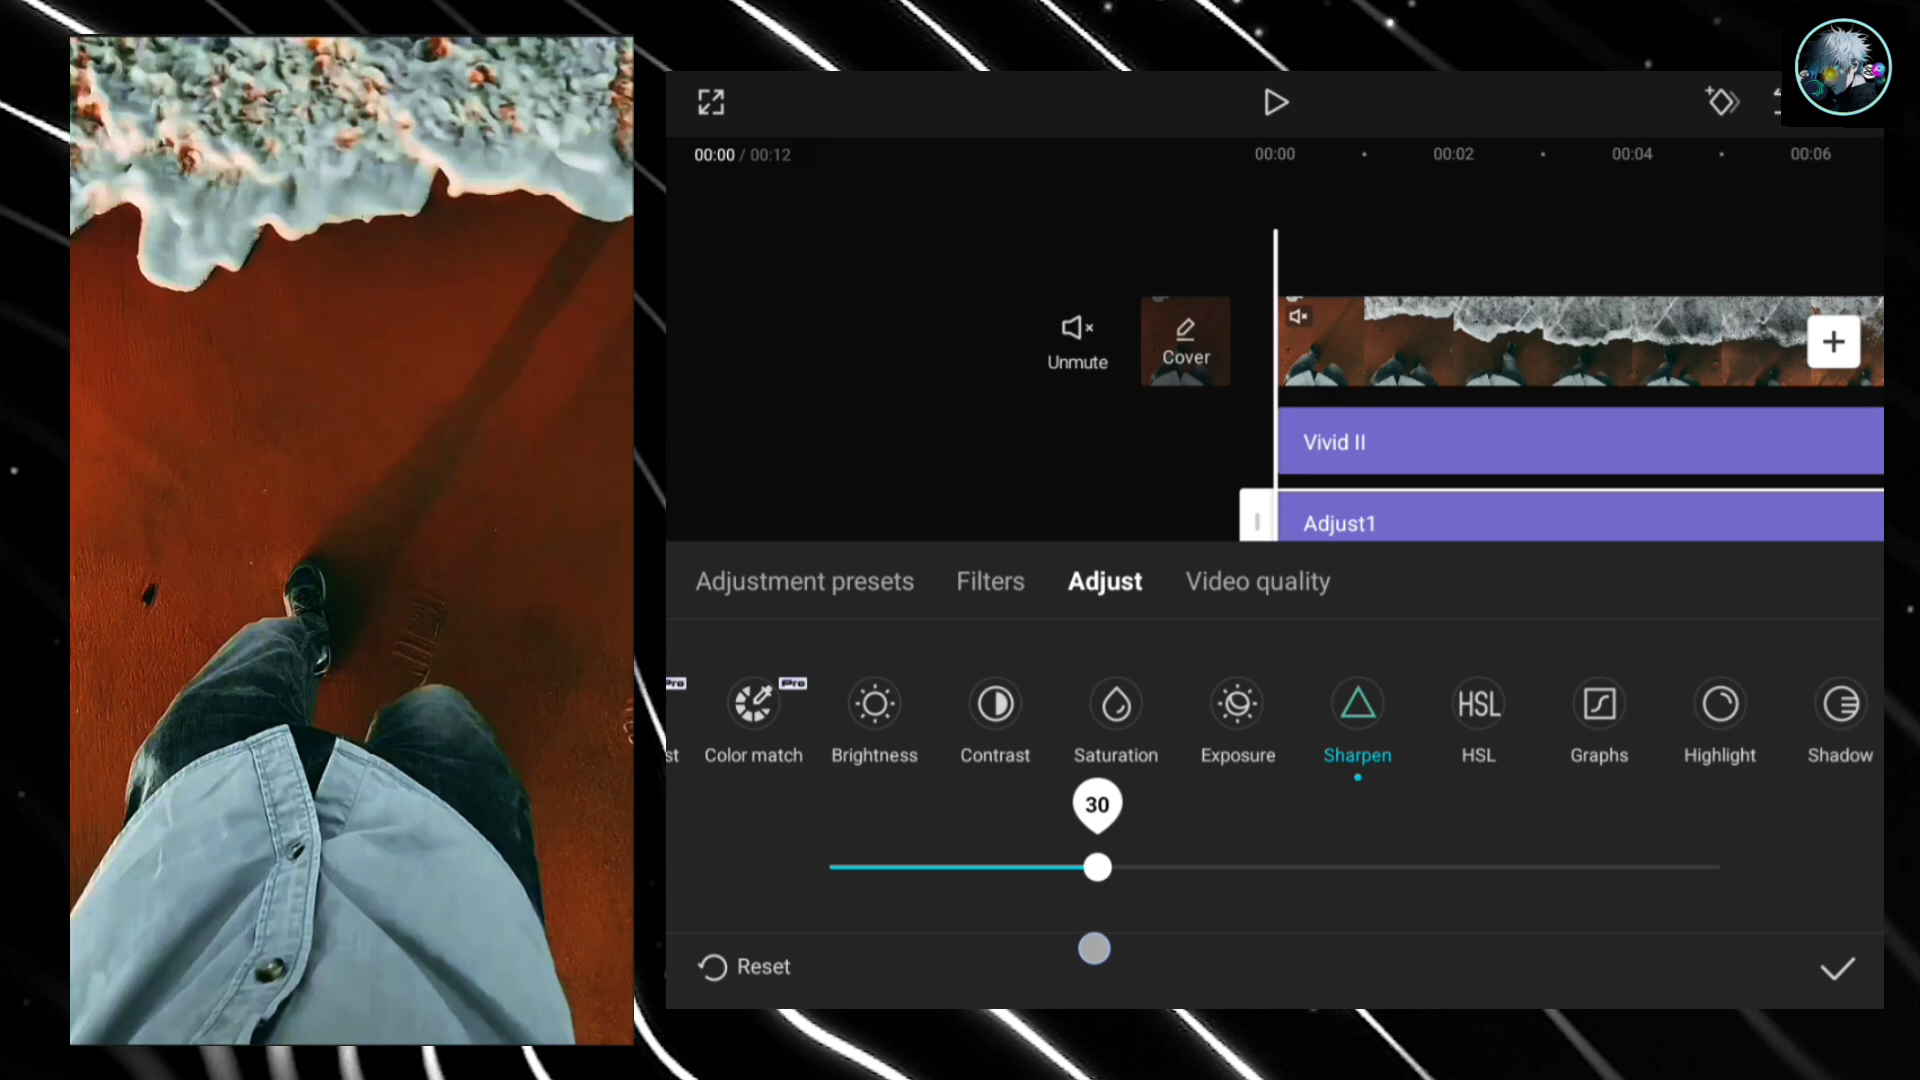 00:00 / 00:12
00:00
00:02
00:04
00:06
Unmute
Cover
Vivid II
Adjust1
Adjustment presets
Filters
Adjust
Video quality
Pro
Pro
st
Color match
Brightness
Contrast
Saturation
Exposure
Sharpen
HSL
HSL
Graphs
Highlight
Shadow
30
Reset